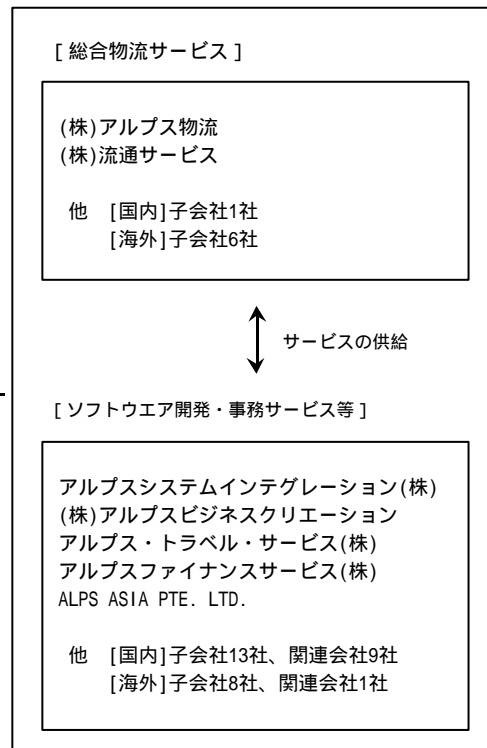 [ 総合物流サービス ]
(株)アルプス物流
(株)流通サービス
他 [国内]子会社1社
[海外]子会社6社
サービスの供給
[ ソフトウエア開発・事務サービス等 ]
アルプスシステムインテグレーション(株)
(株)アルプスビジネスクリエーション
アルプス・トラベル・サービス(株)
アルプスファイナンスサービス(株)
ALPS ASIA PTE. LTD.
他 [国内]子会社13社、関連会社9社
[海外]子会社8社、関連会社1社